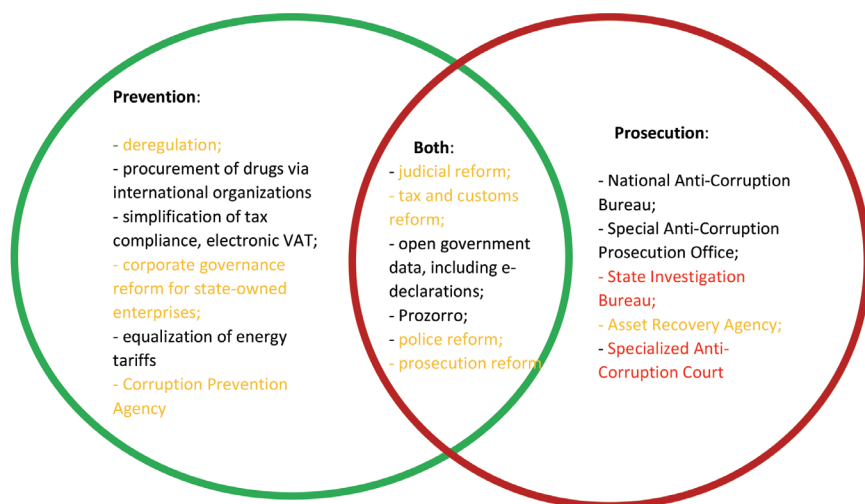 Prevention:
- deregulation;
- procurement of drugs via
international organizations
- simplification of tax
compliance, electronic VAT;
- corporate governance
reform for state-owned
enterprises;
- equalization of energy
tariffs
- Corruption Prevention
Agency
Both:
- judicial reform;
- tax and customs
reform;
- open government
data, including e-
declarations;
- Prozorro;
- police reform;
- prosecution reform
Prosecution:
- National Anti-Corruption
Bureau;
- Special Anti-Corruption
Prosecution Office;
- State Investigation
Bureau;
- Asset Recovery Agency;
- Specialized Anti-
Corruption Court